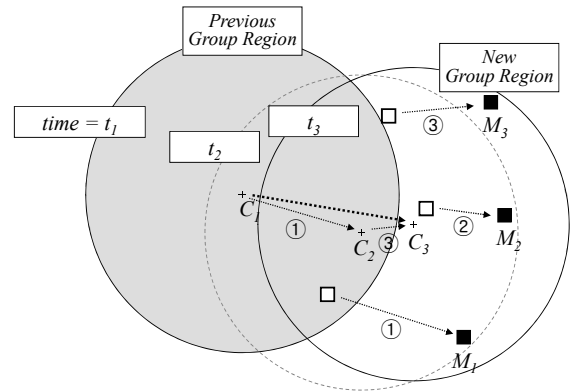 Previous
Group Region
New
Group Region
time = t1
t2
t3
③
M3
C1
①
C2
③
C3
②
M2
①
M1